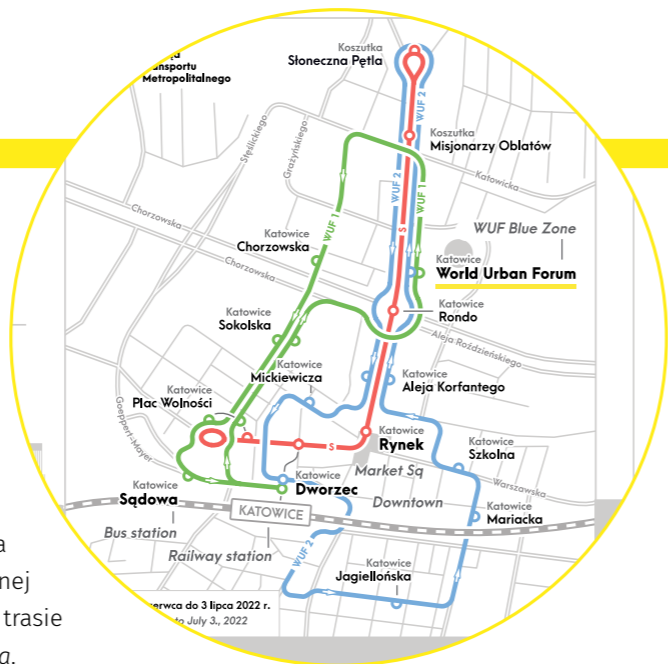 Transportu
Metropolitalnego
Koszutka
Słoneczna Pętla
WUF 2
Koszutka
Misjonarzy Oblatów
Stęślickiego
Grażyńskiego
Katowicka
WUF 2
WUF 1
WUF 1
S
Chorzowska
Katowice
Chorzowska
WUF Blue Zone
Katowice
World Urban Forum
Chorzowska
Katowice
Rondo
Katowice
Sokolska
Aleja Roździeńskiego
Katowice
Mickiewicza
Katowice
Aleja Korfantego
Katowice
Plac Wolności
Goeppert-Mayer
S
Katowice
Rynek
Katowice
Szkolna
Market Sq
Warszawska
Katowice
Dworzec
Katowice
Sądowa
Downtown
Katowice
Mariacka
KATOWICE
Bus station
Railway station
WUF 2
Katowice
Jagiellońska
a
nej
trasie
a.
do 3 lipca 2022 r.
to July 3., 2022